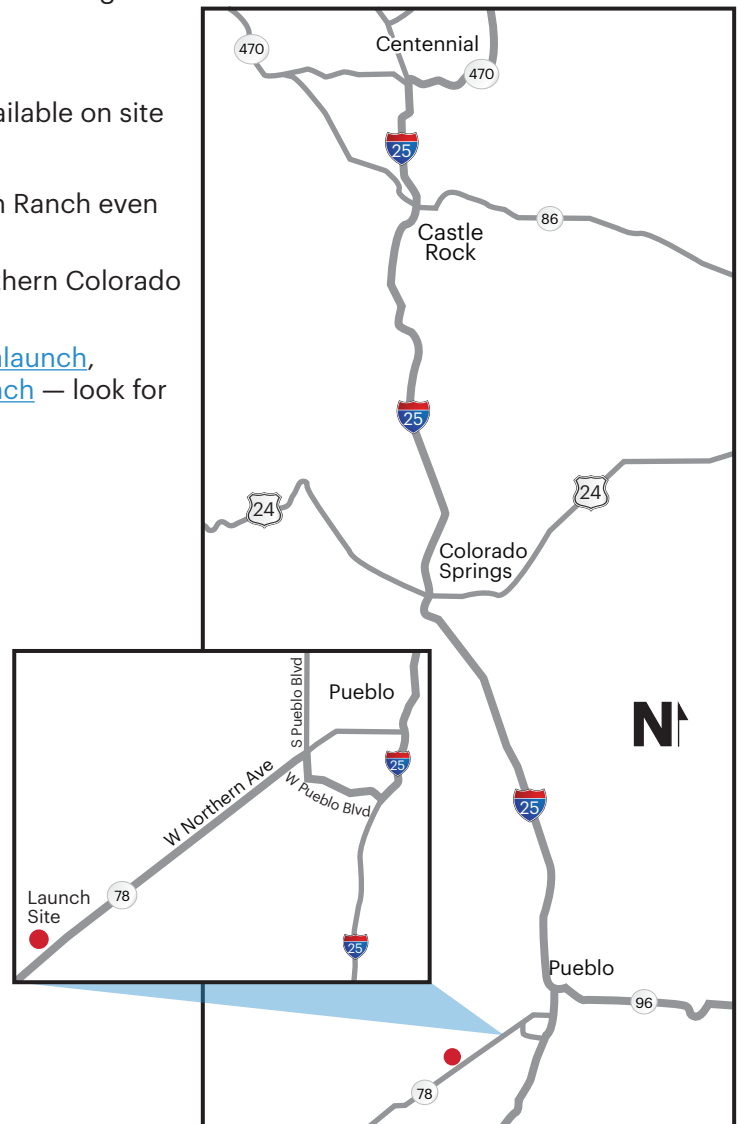 ailable on site
Ranch even
thern Colorado
launch,
ch — look for
Centennial
470
470
25
86
Castle
Rock
25
24
24
Colorado
Springs
S Pueblo Blvd
Pueblo
N
25
W Northern Ave
W Pueblo Blvd
25
78
Launch
Site
25
Pueblo
96
78